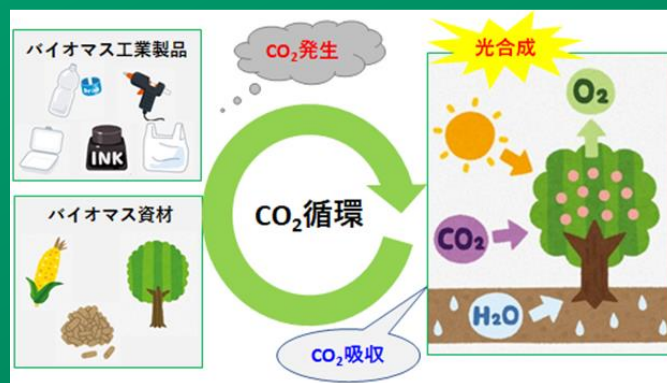 バイオマス工業製品
INK
バイオマス資材
CO₂発生
CO₂循環
CO₂吸収
光合成
O₂
CO₂
H₂O